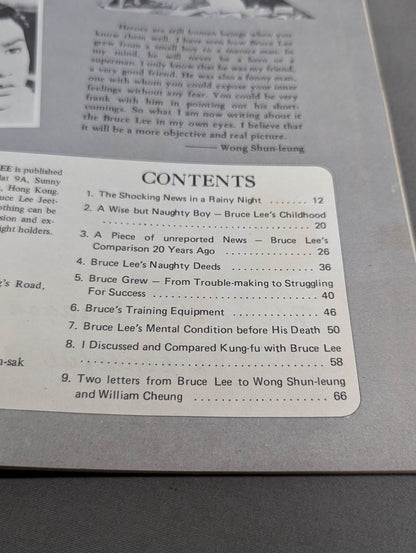 Heroes are still human beings when you
know them well. I have seen how Bruce Lee
grew from a small boy to a mature man. In
my mind, he will never be a hero or a
superman. I only know that he was my friend,
a very good friend. He was also a funny man,
one with whom you could expose your inner
feelings without any fear. You could be very
frank with him in pointing out his short-
comings. So what I am now writing about it
the Bruce Lee in my own eyes. I believe that
it will be a more objective and real picture.
—— Wong Shun-leung
EE is published
lat 9A, Sunny
, Hong Kong.
uce Lee Jeet-
othing can be
sion and ex-
ight holders.
g's Road,
n-sak
CONTENTS
1. The Shocking News in a Rainy Night ....... 12
2. A Wise but Naughty Boy — Bruce Lee's Childhood
........................................ 20
3. A Piece of unreported News — Bruce Lee's
Comparison 20 Years Ago .............. 26
4. Bruce Lee's Naughty Deeds .............. 36
5. Bruce Grew — From Trouble-making to Struggling
For Success .......................... 40
6. Bruce's Training Equipment .............. 46
7. Bruce Lee's Mental Condition before His Death 50
8. I Discussed and Compared Kung-fu with Bruce Lee
........................................ 58
9. Two letters from Bruce Lee to Wong Shun-leung
and William Cheung .................... 66